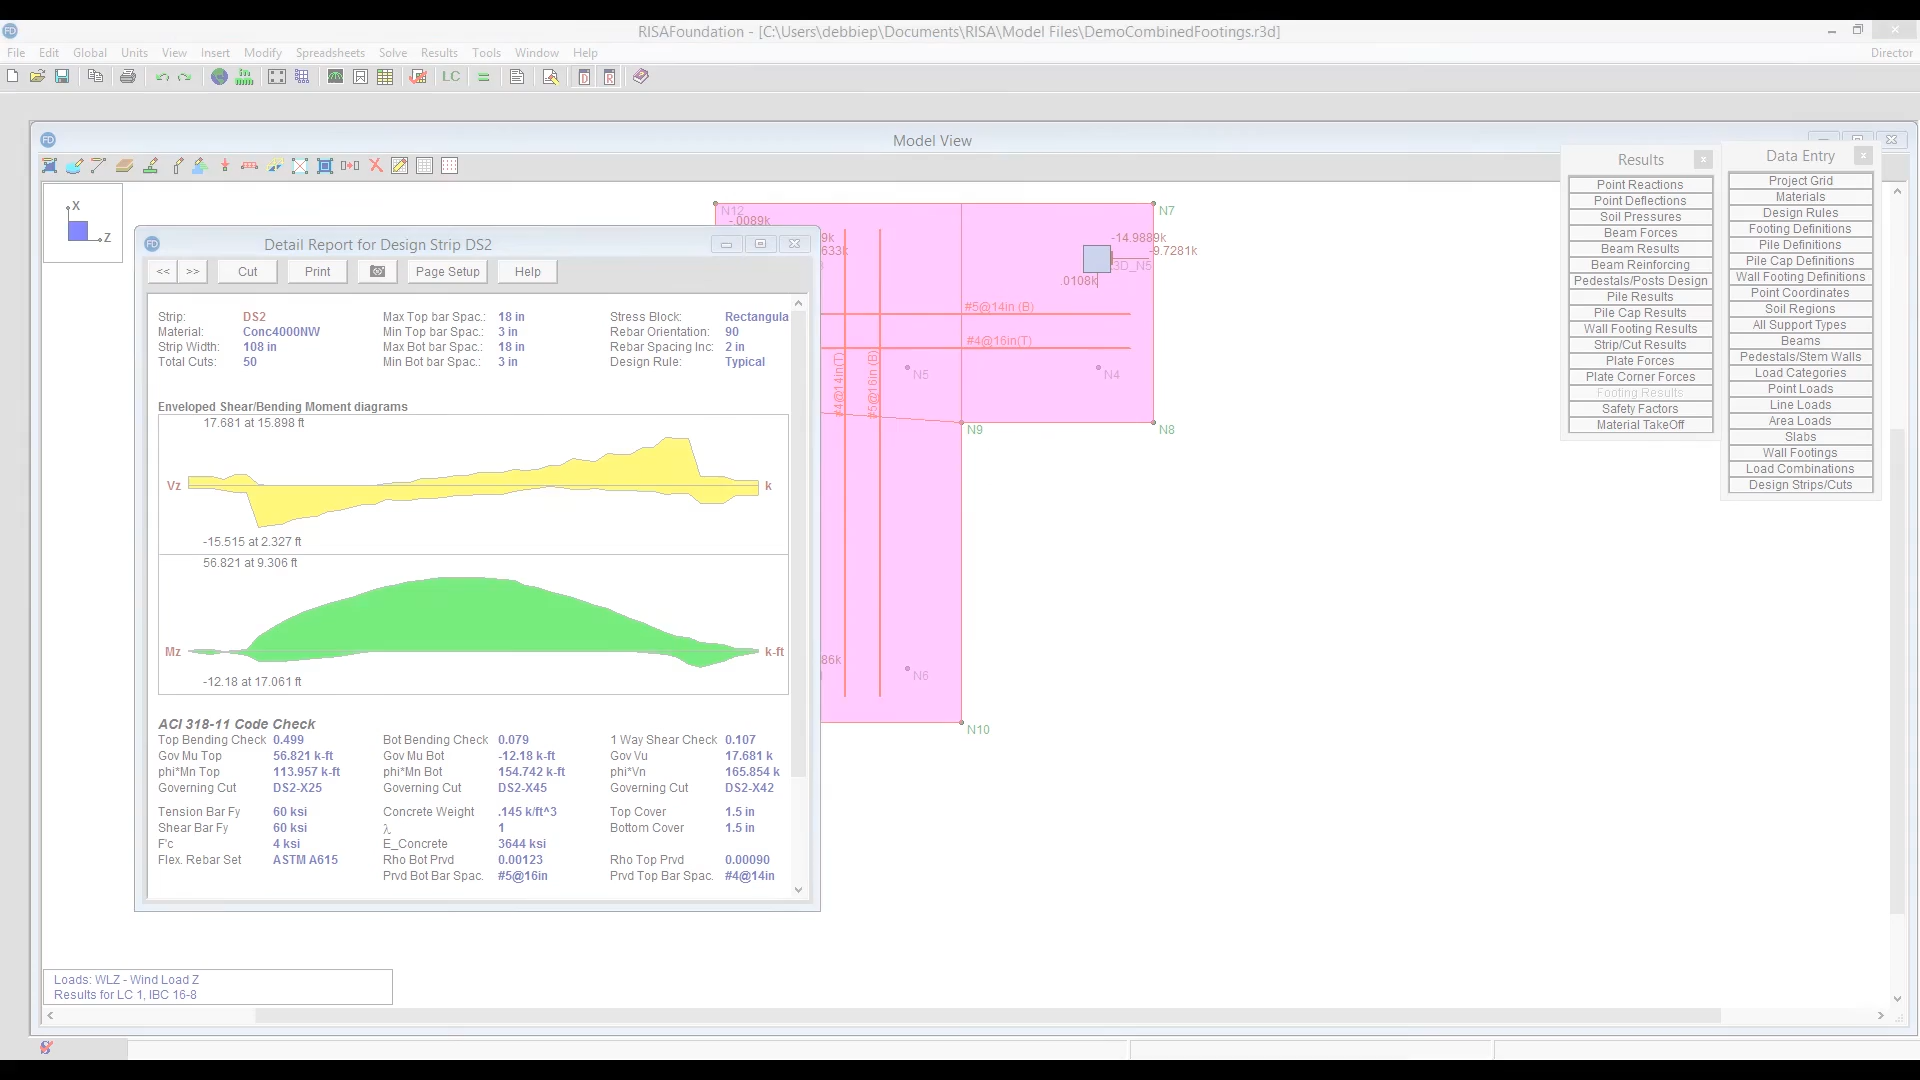 RISAFoundation - [C:\Users\debbiep\Documents\RISA\Model Files\DemoCombinedFootings.r3d]
File Edit Global Units View Insert Modify Spreadsheets Solve Results Tools Window Help
Director
LC
Model View
X
Z
N12
-.0089k
N7
-14.9889k
-9.7281k
3D_N5
.0108k
9k
633k
#5@14in (B)
#4@16in(T)
#4@14in(T)
#5@16in (B)
N5
N4
N9
N8
86k
N6
N10
Detail Report for Design Strip DS2
<< >> Cut Print Page Setup Help
Strip: DS2 Max Top bar Spac.: 18 in Stress Block: Rectangula
Material: Conc4000NW Min Top bar Spac.: 3 in Rebar Orientation: 90
Strip Width: 108 in Max Bot bar Spac.: 18 in Rebar Spacing Inc: 2 in
Total Cuts: 50 Min Bot bar Spac.: 3 in Design Rule: Typical
Enveloped Shear/Bending Moment diagrams
17.681 at 15.898 ft
Vz k
-15.515 at 2.327 ft
56.821 at 9.306 ft
Mz k-ft
-12.18 at 17.061 ft
ACI 318-11 Code Check
Top Bending Check 0.499 Bot Bending Check 0.079 1 Way Shear Check 0.107
Gov Mu Top 56.821 k-ft Gov Mu Bot -12.18 k-ft Gov Vu 17.681 k
phi*Mn Top 113.957 k-ft phi*Mn Bot 154.742 k-ft phi*Vn 165.854 k
Governing Cut DS2-X25 Governing Cut DS2-X45 Governing Cut DS2-X42
Tension Bar Fy 60 ksi Concrete Weight .145 k/ft^3 Top Cover 1.5 in
Shear Bar Fy 60 ksi λ 1 Bottom Cover 1.5 in
F'c 4 ksi E_Concrete 3644 ksi
Flex. Rebar Set ASTM A615 Rho Bot Prvd 0.00123 Rho Top Prvd 0.00090
Prvd Bot Bar Spac. #5@16in Prvd Top Bar Spac. #4@14in
Results
Point Reactions
Point Deflections
Soil Pressures
Beam Forces
Beam Results
Beam Reinforcing
Pedestals/Posts Design
Pile Results
Pile Cap Results
Wall Footing Results
Strip/Cut Results
Plate Forces
Plate Corner Forces
Footing Results
Safety Factors
Material TakeOff
Data Entry
Project Grid
Materials
Design Rules
Footing Definitions
Pile Definitions
Pile Cap Definitions
Wall Footing Definitions
Point Coordinates
Soil Regions
All Support Types
Beams
Pedestals/Stem Walls
Load Categories
Point Loads
Line Loads
Area Loads
Slabs
Wall Footings
Load Combinations
Design Strips/Cuts
Loads: WLZ - Wind Load Z
Results for LC 1, IBC 16-8